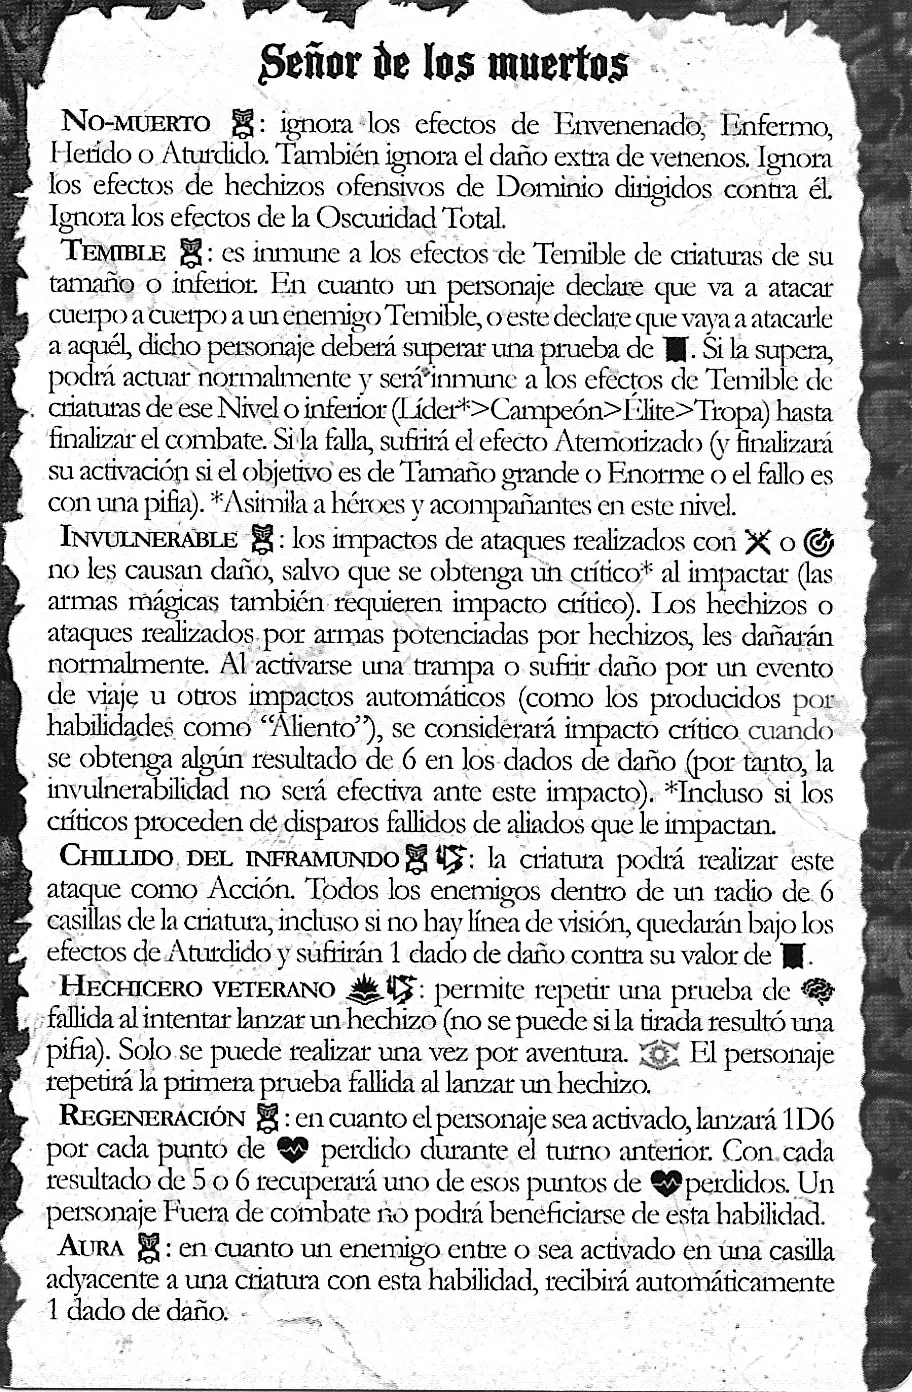 Señor de los muertos
No-muerto : ignora los efectos de Envenenado, Enfermo,
Herido o Aturdido. También ignora el daño extra de venenos. Ignora
los efectos de hechizos ofensivos de Dominio dirigidos contra él.
Ignora los efectos de la Oscuridad Total.
Temible : es inmune a los efectos de Temible de criaturas de su
tamaño o inferior. En cuanto un personaje declare que va a atacar
cuerpo a cuerpo a un enemigo Temible, o este declare que vaya a atacarle
a aquél, dicho personaje deberá superar una prueba de . Si la supera,
podrá actuar normalmente y será inmune a los efectos de Temible de
criaturas de ese Nivel o inferior (Líder*>Campeón>Élite>Tropa) hasta
finalizar el combate. Si la falla, sufrirá el efecto Atemorizado (y finalizará
su activación si el objetivo es de Tamaño grande o Enorme o el fallo es
con una pifia). *Asimila a héroes y acompañantes en este nivel.
Invulnerable : los impactos de ataques realizados con o
no les causan daño, salvo que se obtenga un crítico* al impactar (las
armas mágicas también requieren impacto crítico). Los hechizos o
ataques realizados por armas potenciadas por hechizos, les dañarán
normalmente. Al activarse una trampa o sufrir daño por un evento
de viaje u otros impactos automáticos (como los producidos por
habilidades como “Aliento”), se considerará impacto crítico cuando
se obtenga algún resultado de 6 en los dados de daño (por tanto, la
invulnerabilidad no será efectiva ante este impacto). *Incluso si los
críticos proceden de disparos fallidos de aliados que le impactan.
Chillido del inframundo : la criatura podrá realizar este
ataque como Acción. Todos los enemigos dentro de un radio de 6
casillas de la criatura, incluso si no hay línea de visión, quedarán bajo los
efectos de Aturdido y sufrirán 1 dado de daño contra su valor de .
Hechicero veterano : permite repetir una prueba de
fallida al intentar lanzar un hechizo (no se puede si la tirada resultó una
pifia). Solo se puede realizar una vez por aventura. El personaje
repetirá la primera prueba fallida al lanzar un hechizo.
Regeneración : en cuanto el personaje sea activado, lanzará 1D6
por cada punto de perdido durante el turno anterior. Con cada
resultado de 5 o 6 recuperará uno de esos puntos de perdidos. Un
personaje Fuera de combate no podrá beneficiarse de esta habilidad.
Aura : en cuanto un enemigo entre o sea activado en una casilla
adyacente a una criatura con esta habilidad, recibirá automáticamente
1 dado de daño.